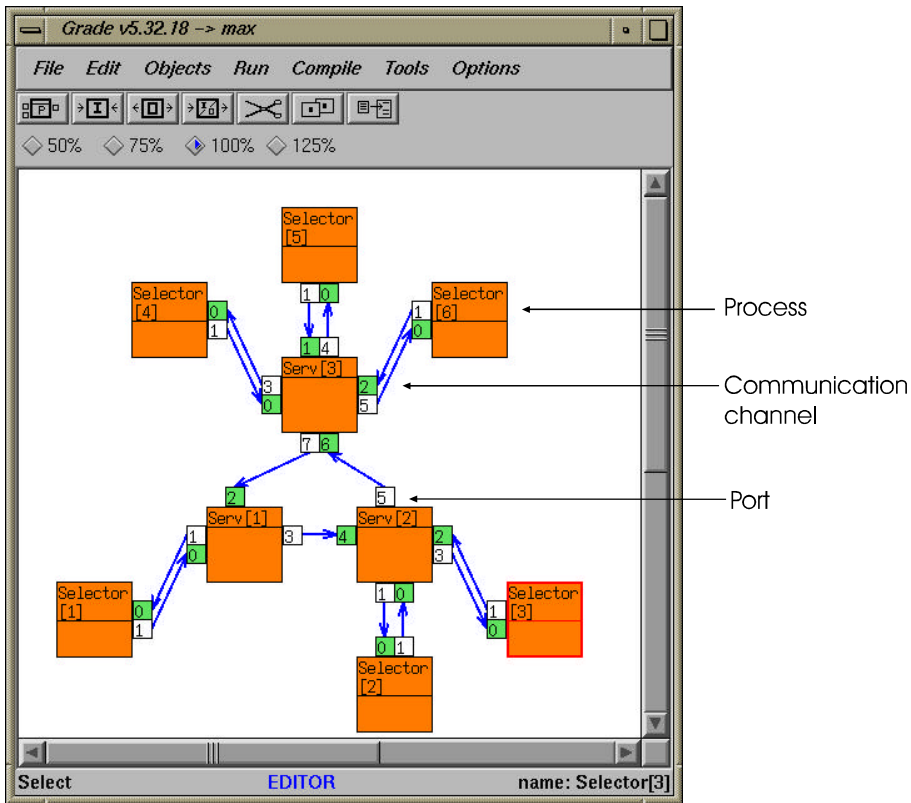 Grade v5.32.18 -> max
File Edit Objects Run Compile Tools Options
P I O I/O
50% 75% 100% 125%
Selector
[5]
1 0
Selector
[4]
0
1
Selector
[6]
1
0
Process
1 4
Serv[3]
3
0
2
5
7 6
Communication
channel
2
Serv[1]
1
0
3
5
Serv[2]
4
2
3
1 0
Port
Selector
[1]
0
1
Selector
[3]
1
0
0 1
Selector
[2]
Select EDITOR name: Selector[3]